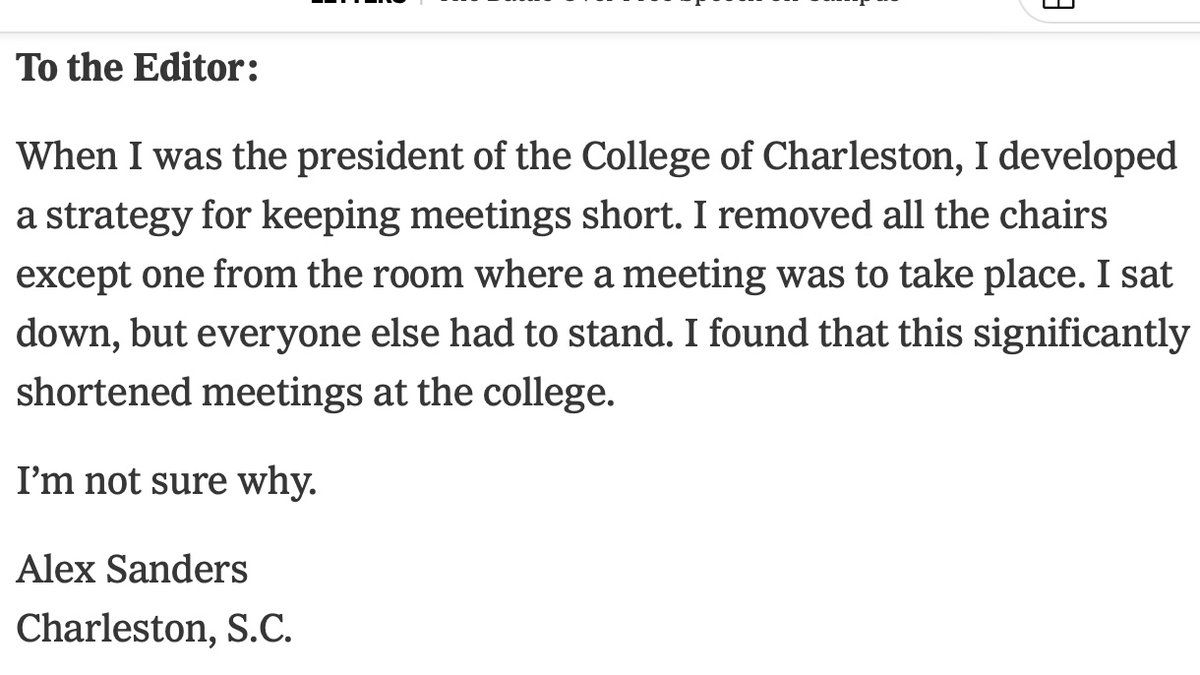 To the Editor:
When I was the president of the College of Charleston, I developed
a strategy for keeping meetings short. I removed all the chairs
except one from the room where a meeting was to take place. I sat
down, but everyone else had to stand. I found that this significantly
shortened meetings at the college.
I’m not sure why.
Alex Sanders
Charleston, S.C.